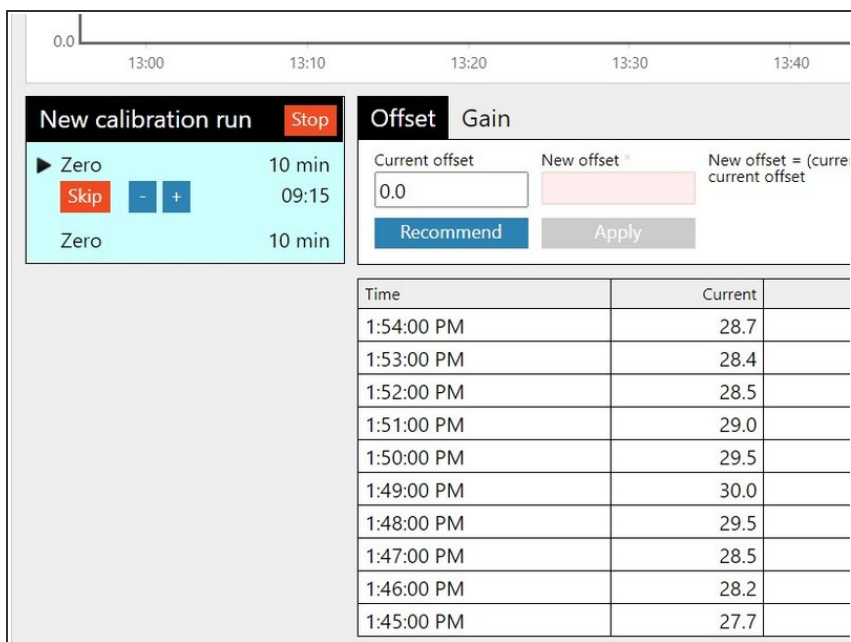 0.0
13:00 13:10 13:20 13:30 13:40
New calibration run Stop
Zero 10 min
Skip - + 09:15
Zero 10 min
Offset Gain
Current offset New offset * New offset = (curre
current offset
0.0
Recommend Apply
Time Current
1:54:00 PM 28.7
1:53:00 PM 28.4
1:52:00 PM 28.5
1:51:00 PM 29.0
1:50:00 PM 29.5
1:49:00 PM 30.0
1:48:00 PM 29.5
1:47:00 PM 28.5
1:46:00 PM 28.2
1:45:00 PM 27.7